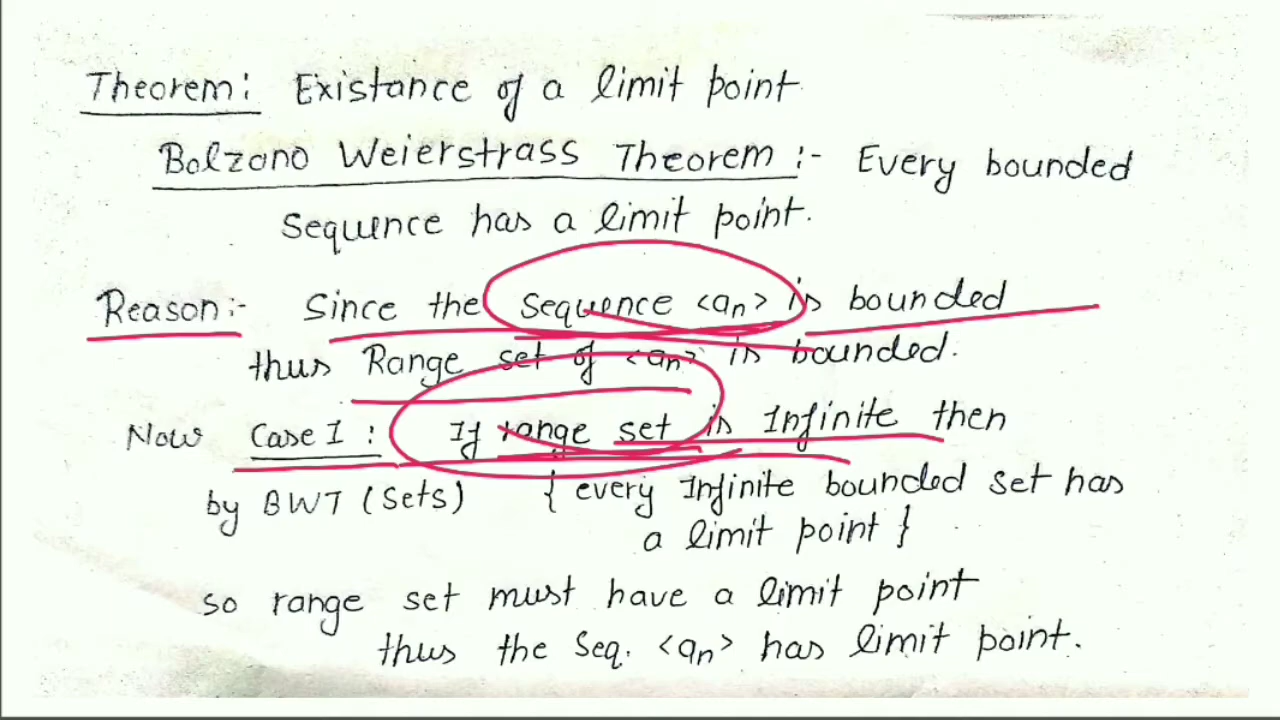 Theorem: Existance of a limit point
Bolzano Weierstrass Theorem :- Every bounded
Sequence has a limit point.
Reason:- Since the Sequence <an> is bounded
thus Range set of <an> is bounded.
Now Case I : If range set is Infinite then
by BWT (Sets) { every Infinite bounded set has
a limit point }
so range set must have a limit point
thus the Seq. <an> has limit point.